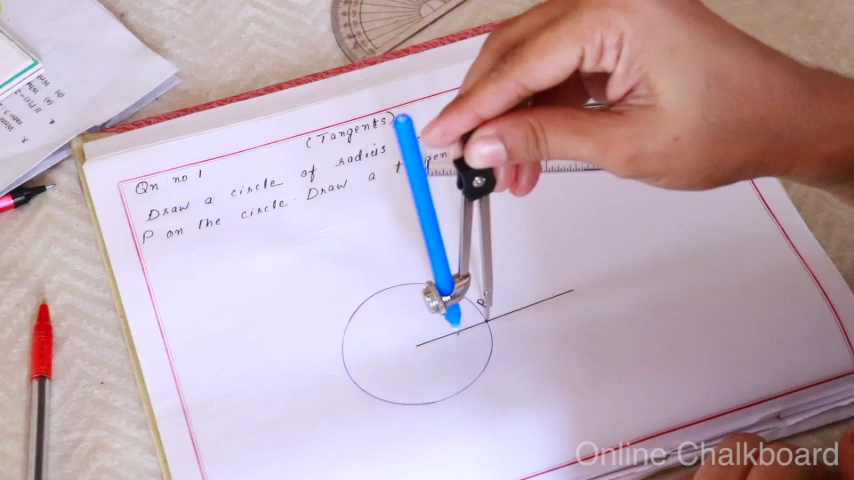 (Tangents)
Qn no 1
Draw a circle of radius
P on the circle. Draw a
P
Online Chalkboard